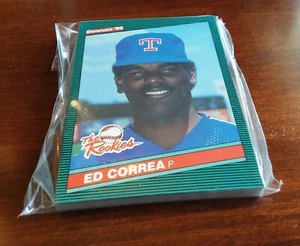 Donruss '86
T
The
Rookies
ED CORREA P